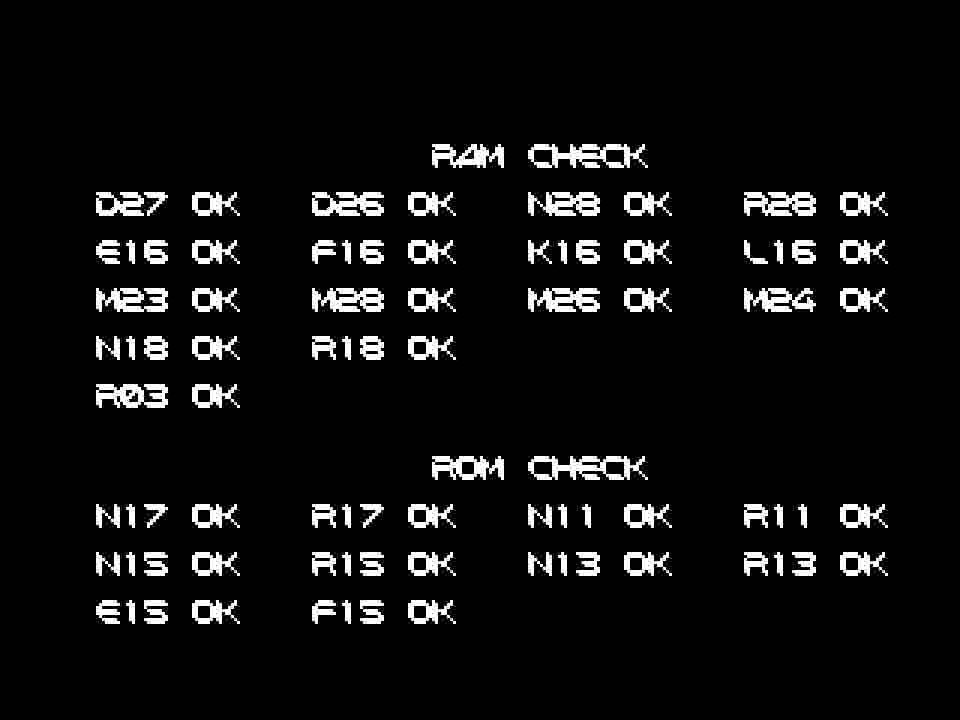 RAM CHECK
D27 OK D26 OK N28 OK R28 OK
E16 OK F16 OK K16 OK L16 OK
M23 OK M28 OK M26 OK M24 OK
N18 OK R18 OK
R03 OK
ROM CHECK
N17 OK R17 OK N11 OK R11 OK
N15 OK R15 OK N13 OK R13 OK
E15 OK F15 OK